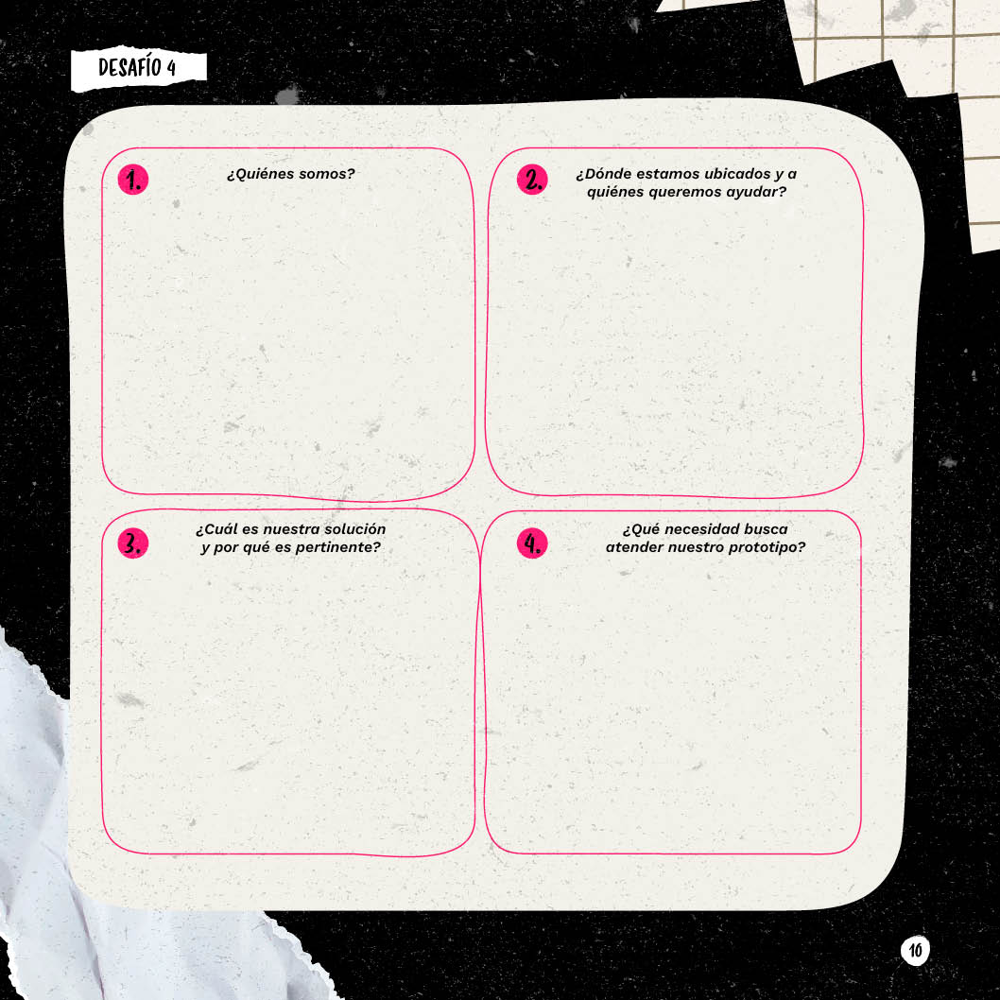 DESAFÍO 4
1.
¿Quiénes somos?
2.
¿Dónde estamos ubicados y a
quiénes queremos ayudar?
3.
¿Cuál es nuestra solución
y por qué es pertinente?
4.
¿Qué necesidad busca
atender nuestro prototipo?
10